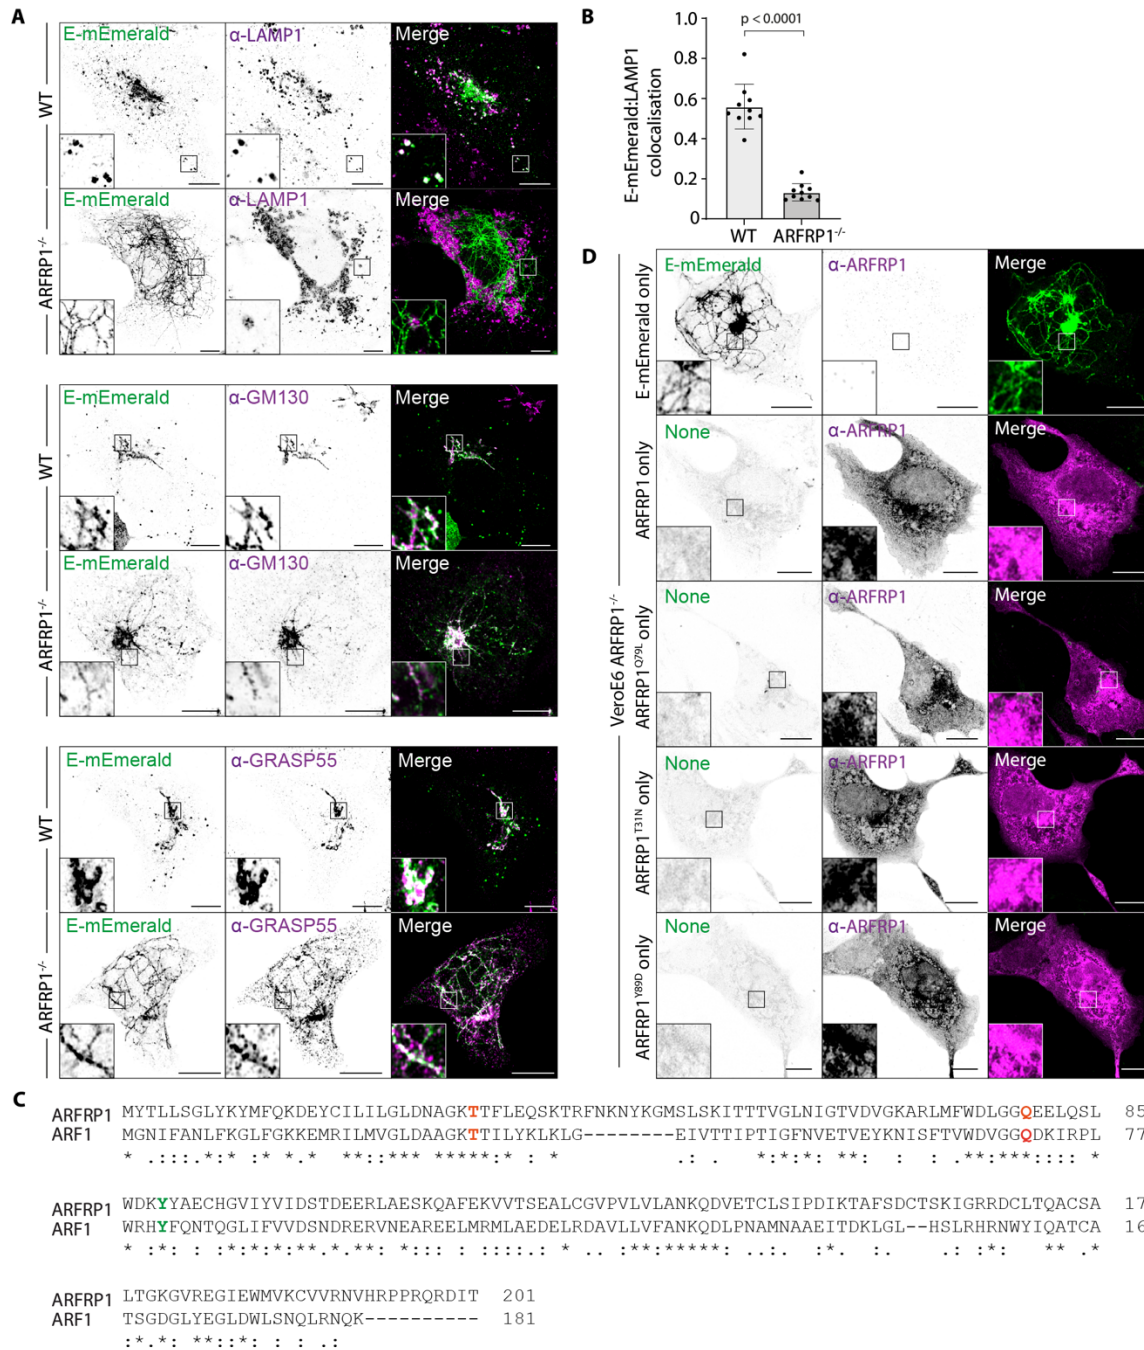 A
E-mEmerald
α-LAMP1
Merge
WT
E-mEmerald
α-LAMP1
Merge
ARFRP1-/-
E-mEmerald
α-GM130
Merge
WT
E-mEmerald
α-GM130
Merge
ARFRP1-/-
E-mEmerald
α-GRASP55
Merge
WT
E-mEmerald
α-GRASP55
Merge
ARFRP1-/-
B
p < 0.0001
1.0
0.8
0.6
0.4
0.2
0
E-mEmerald:LAMP1
colocalisation
WT
ARFRP1-/-
D
VeroE6 ARFRP1-/-
E-mEmerald only
E-mEmerald
α-ARFRP1
Merge
ARFRP1 only
None
α-ARFRP1
Merge
ARFRP1Q79L only
None
α-ARFRP1
Merge
ARFRP1T31N only
None
α-ARFRP1
Merge
ARFRP1Y89D only
None
α-ARFRP1
Merge
C
ARFRP1 MYTLLSGLYKYMFQKDEYCILILGLDNAGKTTFLEQSKTRFNKNYKGMSLSKITTTVGLNIGTVDVGKARLMFWDLGGQEELQSL 85
ARF1 MGNIFANLFKGLFGKKEMRILMVGLDAAGKTTILYKLKLG--------EIVTTIPTIGFNVETVEYKNISFTVWDVGGQDKIRPL 77
ARFRP1 WDKYYAECHGVIYVIDSTDEERLAESKQAFEKVVTSEALCGVPVLVLANKQDVETCLSIPDIKTAFSDCTSKIGRRDCLTQACSA 17
ARF1 WRHYFQNTQGLIFVVDSNDRERVNEAREELMRMLAEDELRDAVLLVFANKQDLPNAMNAAEITDKLGL--HSLRHRNWYIQATCA 16
ARFRP1 LTGKGVREGIEWMVKCVVRNVHRPPRQRDIT 201
ARF1 TSGDGLYEGLDWLSNQLRNQK---------- 181